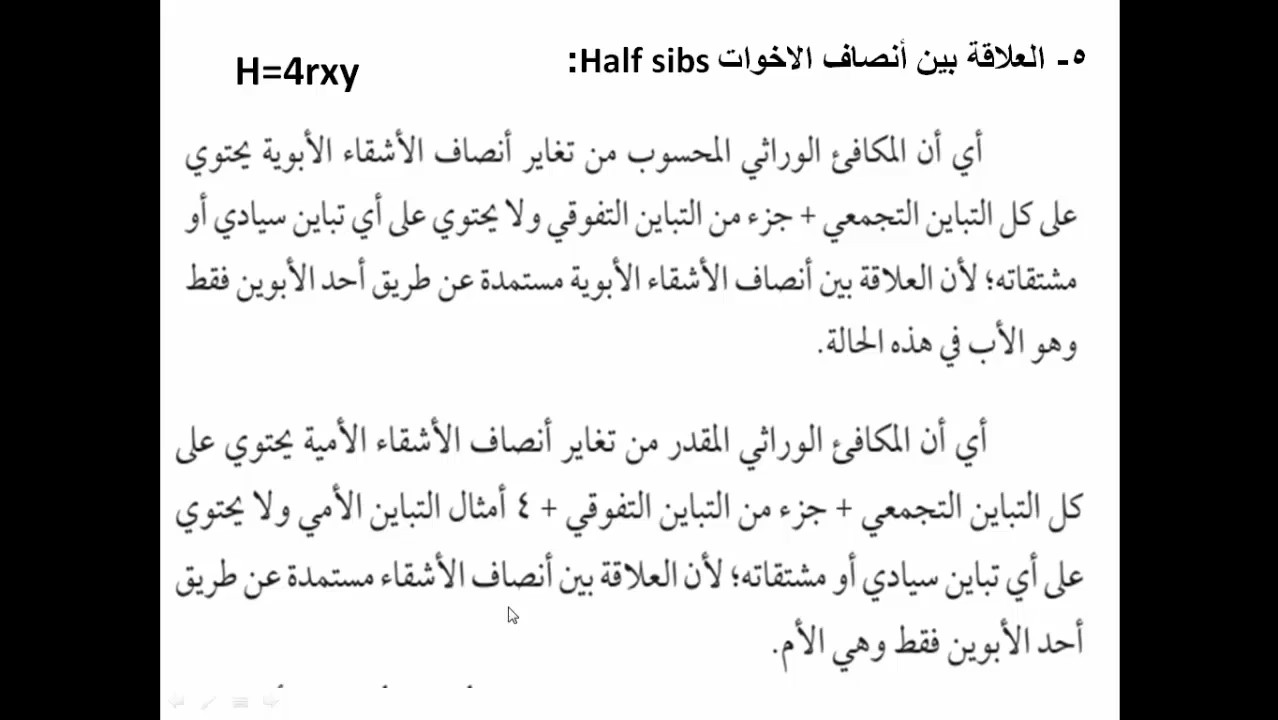 ٥- العلاقة بين أنصاف الاخوات Half sibs:
H=4rxy
أي أن المكافئ الوراثي المحسوب من تغاير أنصاف الأشقاء الأبوية يحتوي
على كل التباين التجمعي + جزء من التباين التفوقي ولا يحتوي على أي تباين سيادي أو
مشتقاته؛ لأن العلاقة بين أنصاف الأشقاء الأبوية مستمدة عن طريق أحد الأبوين فقط
وهو الأب في هذه الحالة.
أي أن المكافئ الوراثي المقدر من تغاير أنصاف الأشقاء الأمية يحتوي على
كل التباين التجمعي + جزء من التباين التفوقي + ٤ أمثال التباين الأمي ولا يحتوي
على أي تباين سيادي أو مشتقاته؛ لأن العلاقة بين أنصاف الأشقاء مستمدة عن طريق
أحد الأبوين فقط وهي الأم.